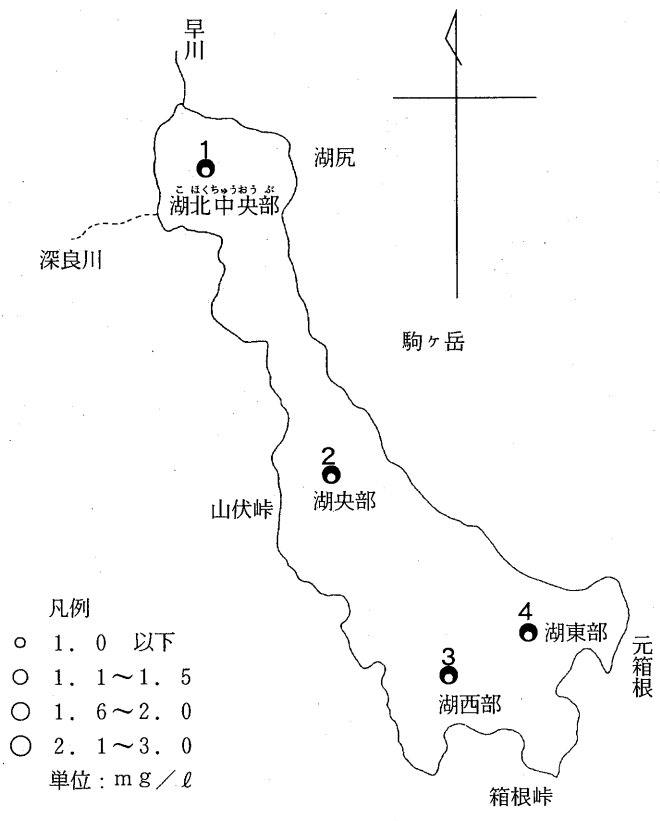 早川
1
湖尻
こほくちゅうおうぶ
湖北中央部
深良川
駒ヶ岳
2
湖央部
山伏峠
凡例
1.0 以下
1.1～1.5
1.6～2.0
2.1～3.0
単位:mg/ℓ
4
湖東部
元箱根
3
湖西部
箱根峠